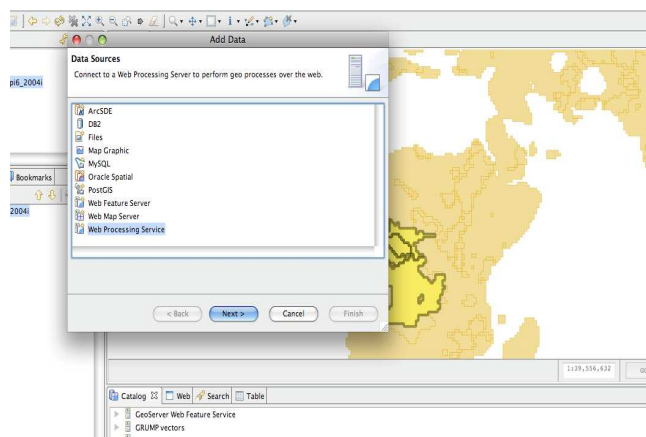 Add Data
Data Sources
Connect to a Web Processing Server to perform geo processes over the web.
pi6_2004i
ArcSDE
DB2
Files
Map Graphic
MySQL
Oracle Spatial
PostGIS
Web Feature Server
Web Map Server
Web Processing Service
Bookmarks
2004i
< Back Next > Cancel Finish
1:39,556,632
Catalog Web Search Table
GeoServer Web Feature Service
GRUMP vectors